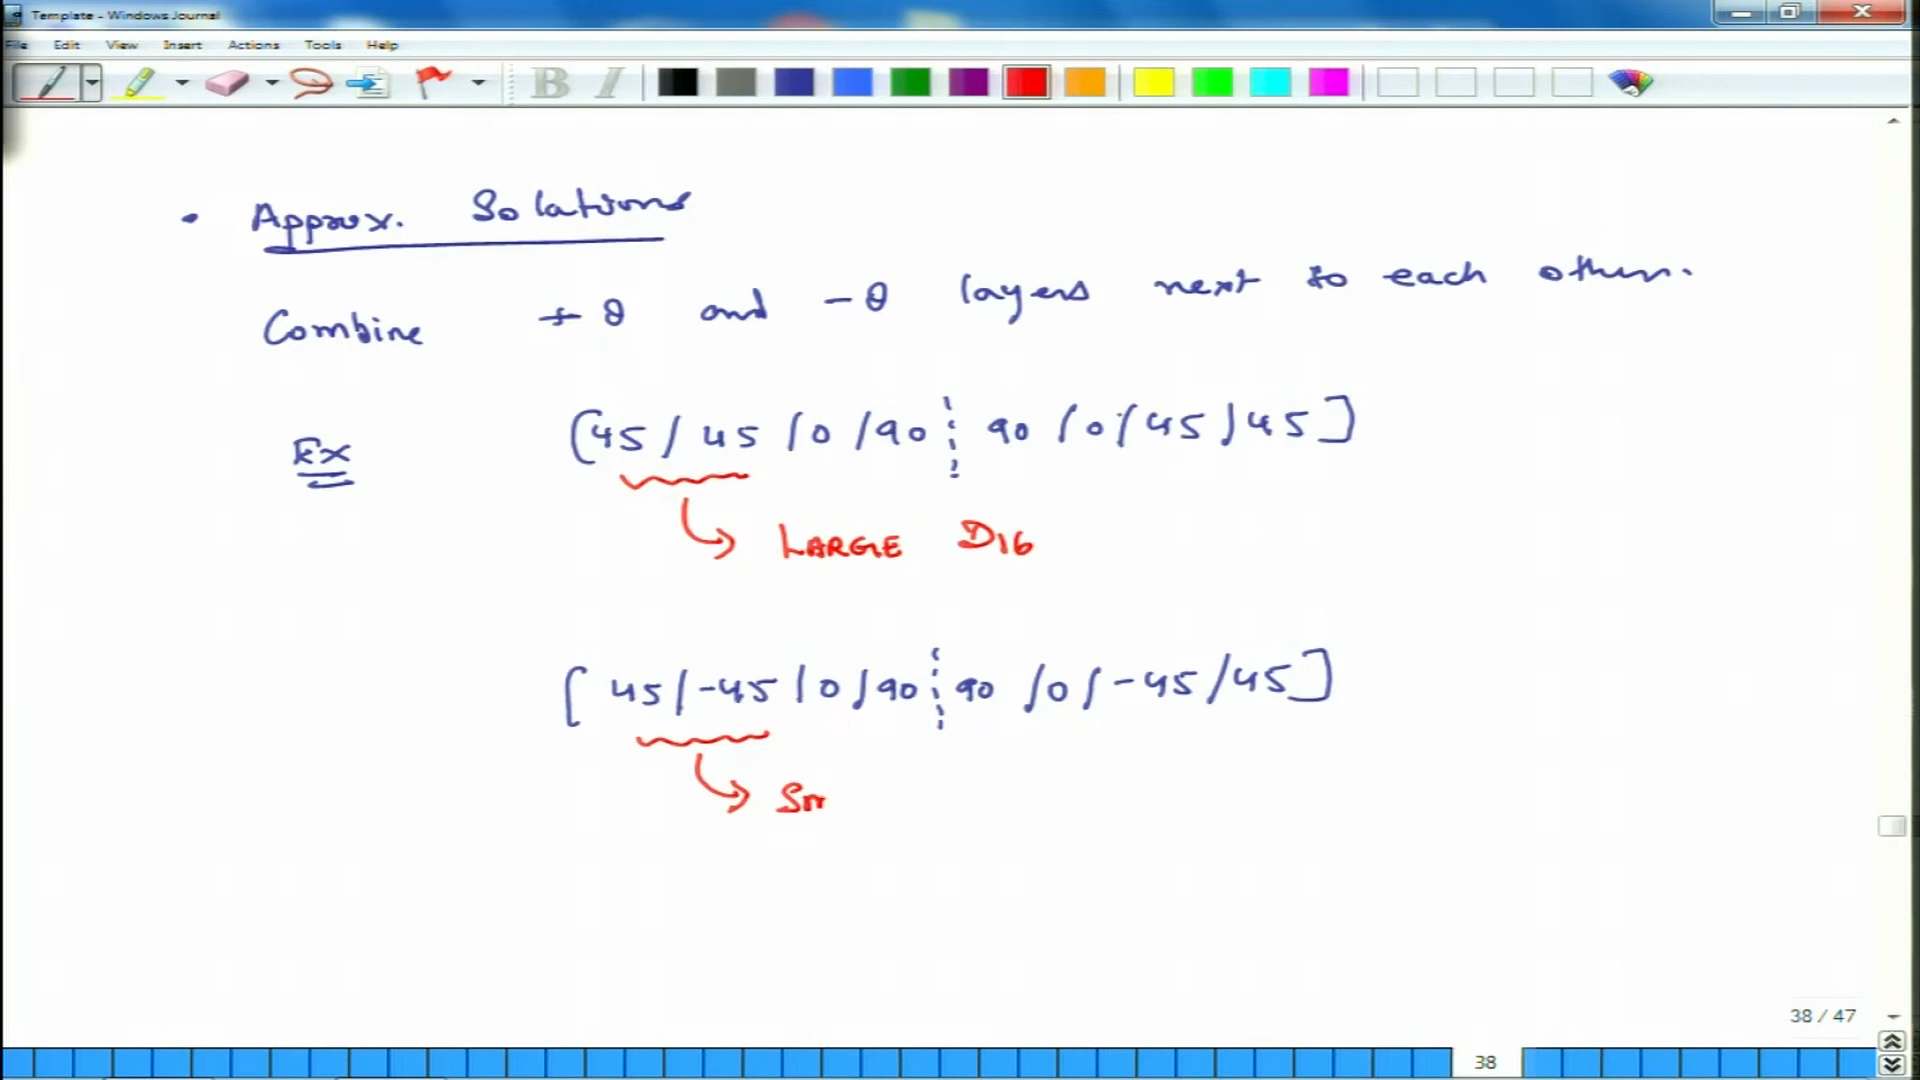 Template - Windows Journal
File Edit View Insert Actions Tools Help
B I
• Approx. Solutions
Combine + θ and - θ layers next to each other.
Ex [45 / 45 / 0 / 90 ¦ 90 / 0 / 45 / 45]
LARGE D16
[45 / -45 / 0 / 90 ¦ 90 / 0 / -45 / 45]
Sm
38 / 47
38